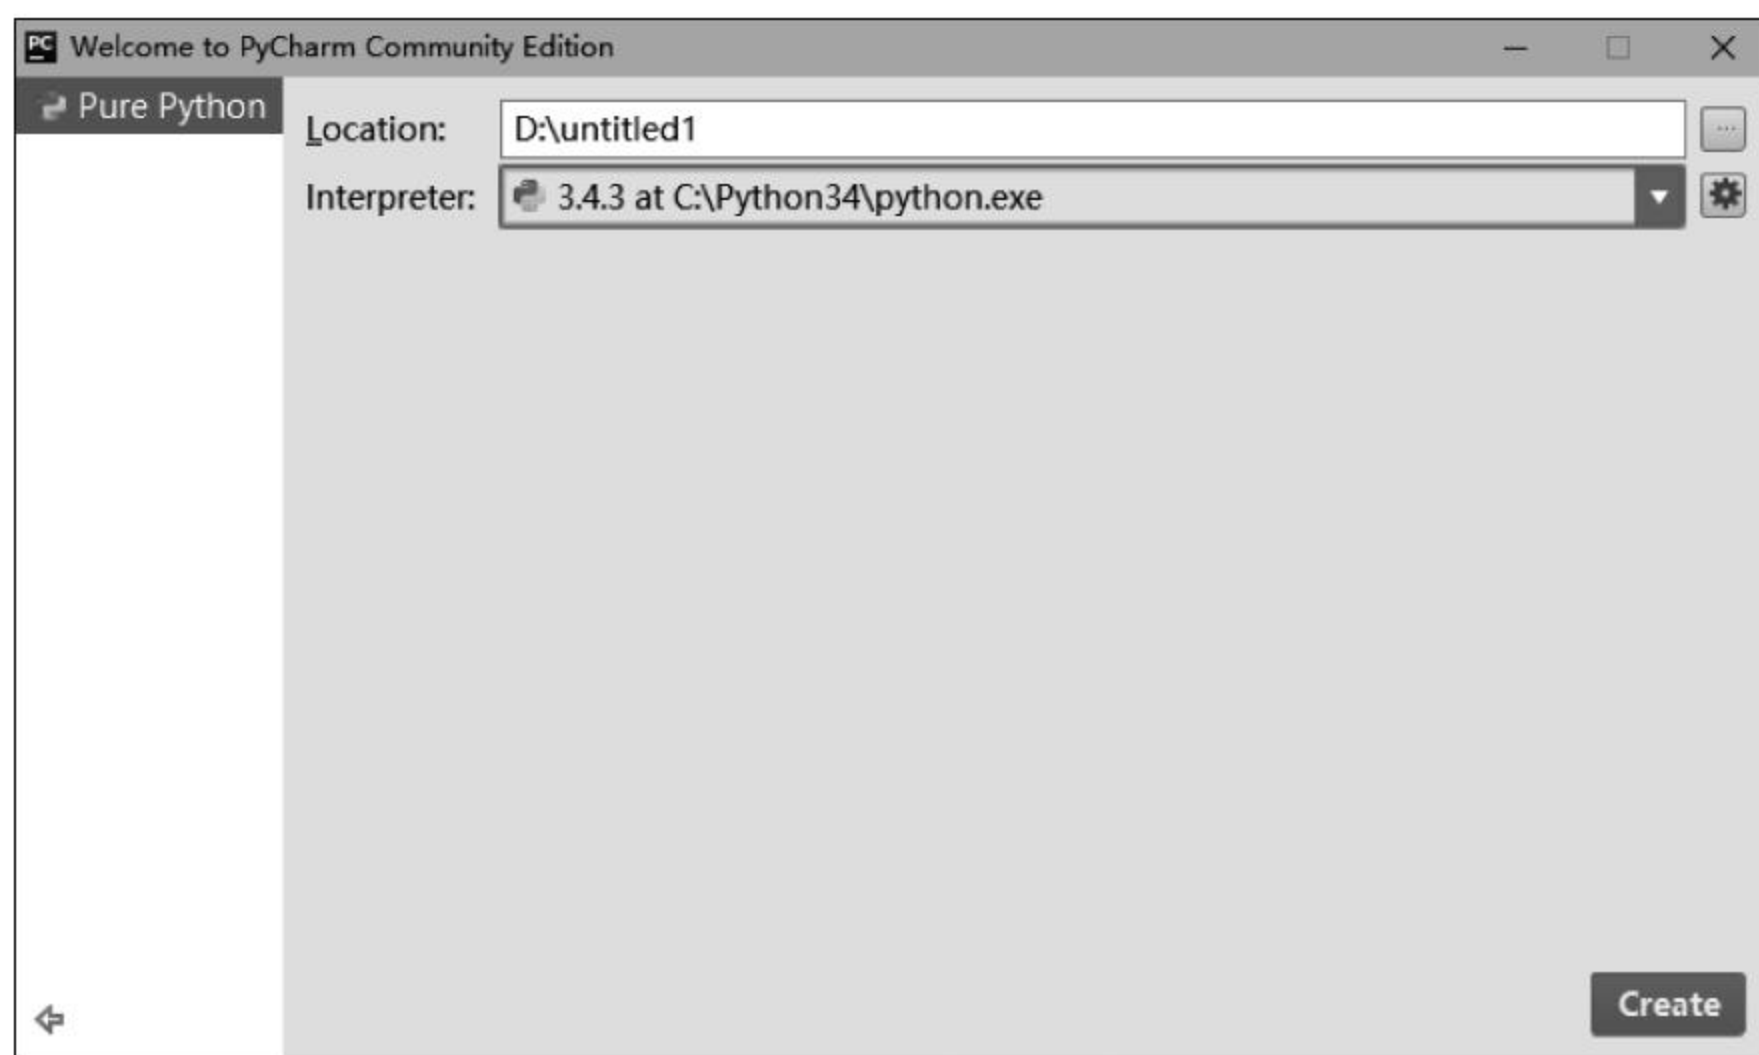 PC Welcome to PyCharm Community Edition
Pure Python
Location: D:\untitled1 ...
Interpreter: 3.4.3 at C:\Python34\python.exe
Create